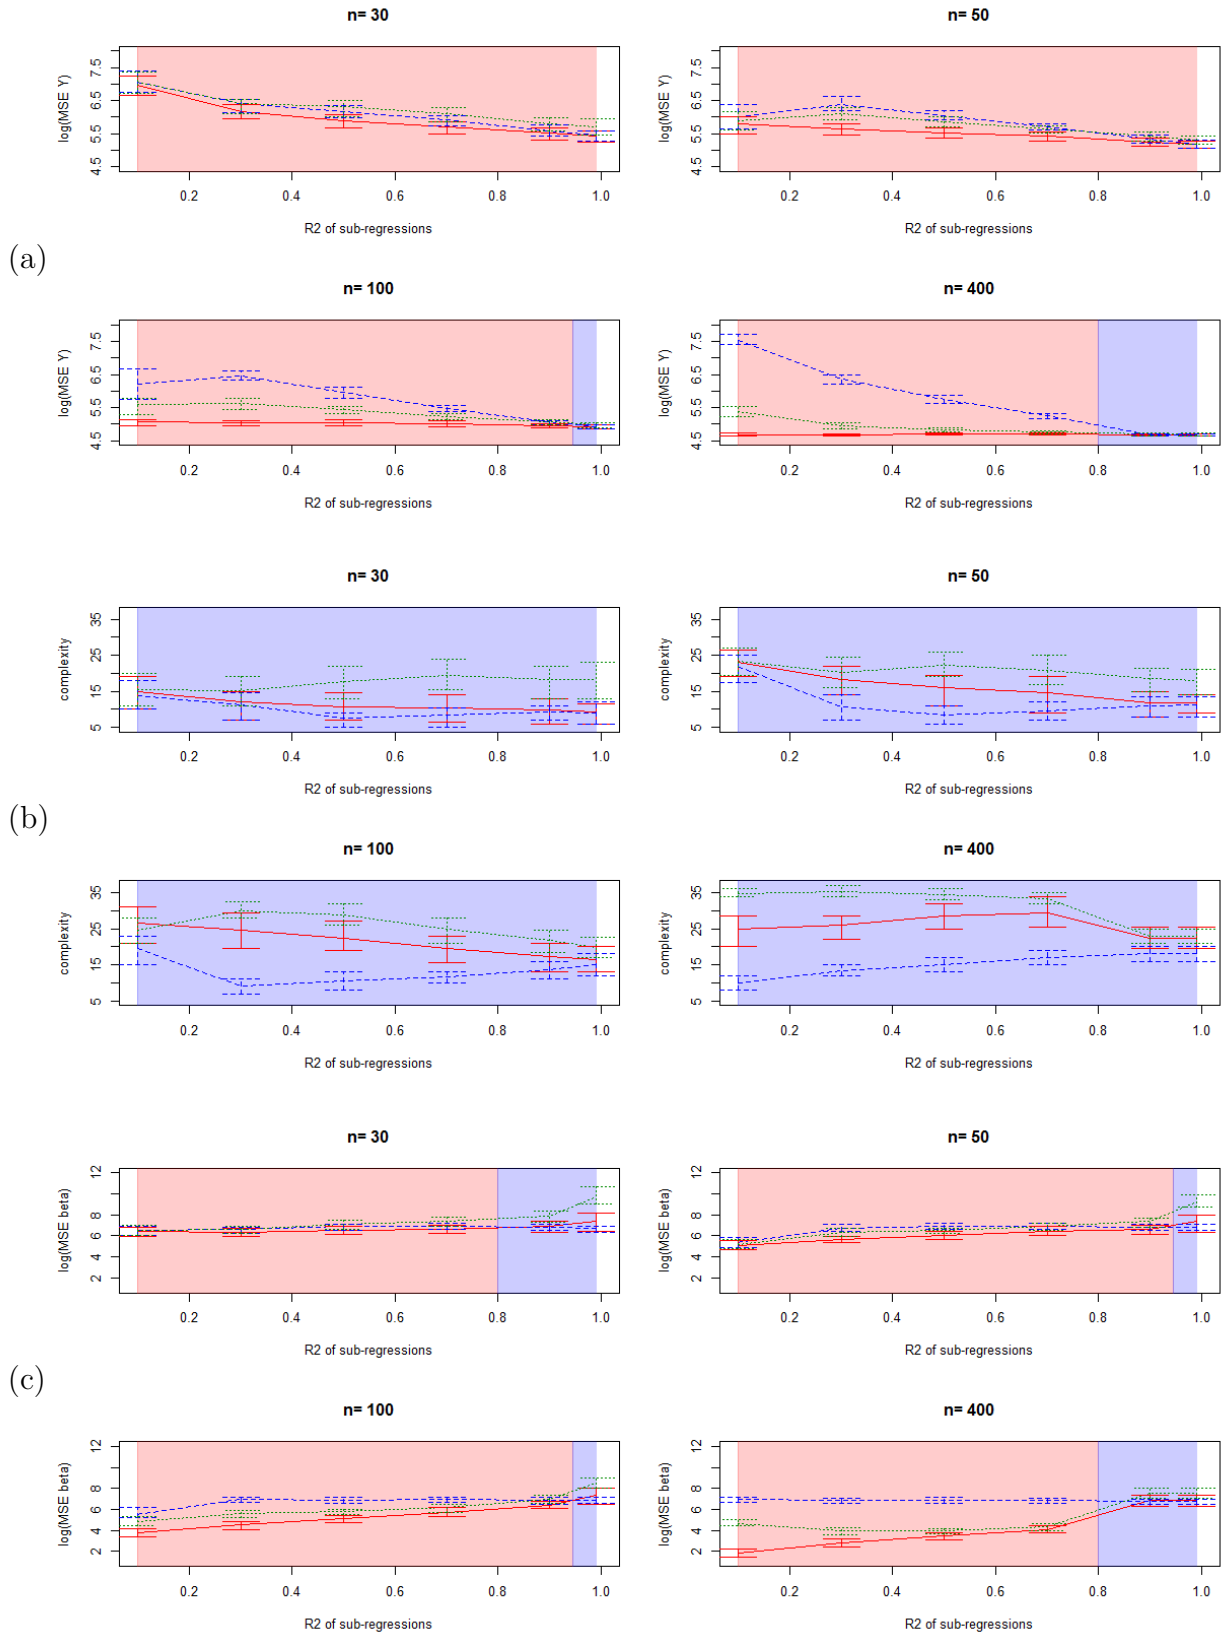 n= 30
n= 50
log(MSE Y)
4.5 5.5 6.5 7.5
0.2 0.4 0.6 0.8 1.0
R2 of sub-regressions
log(MSE Y)
4.5 5.5 6.5 7.5
0.2 0.4 0.6 0.8 1.0
R2 of sub-regressions
(a)
n= 100
n= 400
log(MSE Y)
4.5 5.5 6.5 7.5
0.2 0.4 0.6 0.8 1.0
R2 of sub-regressions
log(MSE Y)
4.5 5.5 6.5 7.5
0.2 0.4 0.6 0.8 1.0
R2 of sub-regressions
n= 30
n= 50
complexity
5 15 25 35
0.2 0.4 0.6 0.8 1.0
R2 of sub-regressions
complexity
5 15 25 35
0.2 0.4 0.6 0.8 1.0
R2 of sub-regressions
(b)
n= 100
n= 400
complexity
5 15 25 35
0.2 0.4 0.6 0.8 1.0
R2 of sub-regressions
complexity
5 15 25 35
0.2 0.4 0.6 0.8 1.0
R2 of sub-regressions
n= 30
n= 50
log(MSE beta)
2 4 6 8 12
0.2 0.4 0.6 0.8 1.0
R2 of sub-regressions
log(MSE beta)
2 4 6 8 12
0.2 0.4 0.6 0.8 1.0
R2 of sub-regressions
(c)
n= 100
n= 400
log(MSE beta)
2 4 6 8 12
0.2 0.4 0.6 0.8 1.0
R2 of sub-regressions
log(MSE beta)
2 4 6 8 12
0.2 0.4 0.6 0.8 1.0
R2 of sub-regressions